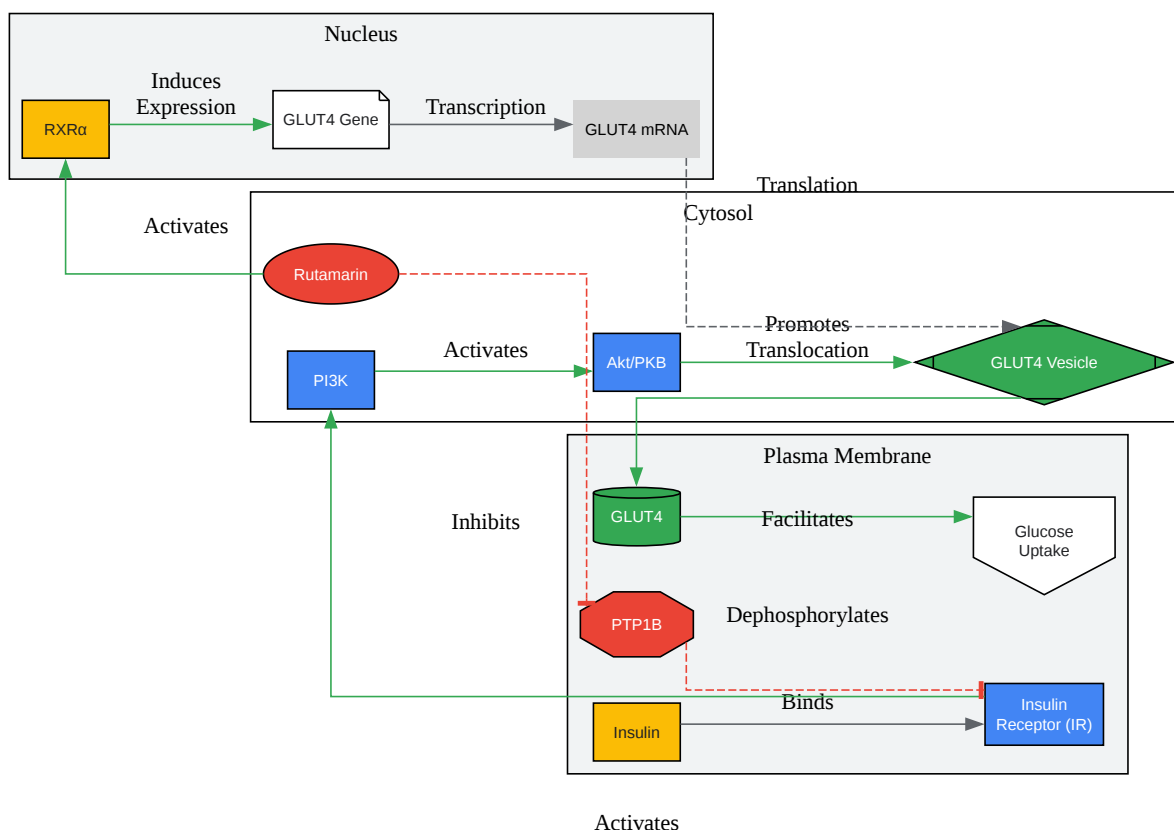 Nucleus
Induces
Expression
Transcription
RXRα
GLUT4 Gene
GLUT4 mRNA
Translation
Cytosol
Activates
Rutamarin
Promotes
Translocation
Activates
PI3K
Akt/PKB
GLUT4 Vesicle
Plasma Membrane
Inhibits
GLUT4
Facilitates
Glucose
Uptake
Dephosphorylates
PTP1B
Binds
Insulin
Insulin
Receptor (IR)
Activates